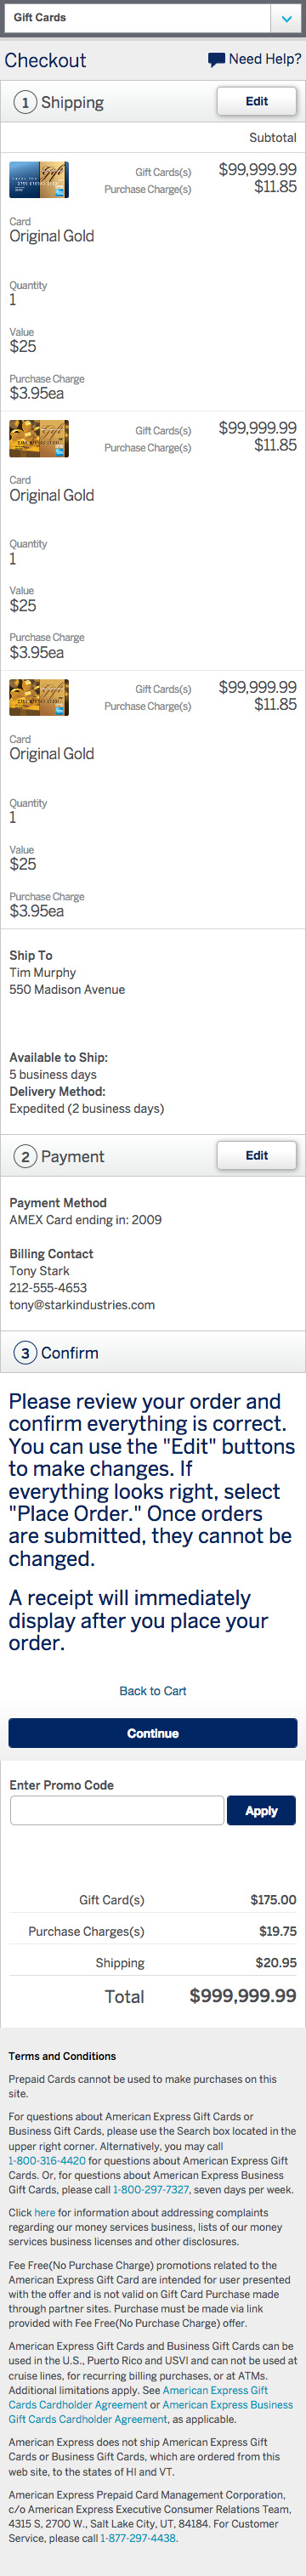 Gift Cards
Checkout
Need Help?
1 Shipping
Edit
Subtotal
Gift Cards(s) $99,999.99
Purchase Charge(s) $11.85
Card
Original Gold
Quantity
1
Value
$25
Purchase Charge
$3.95ea
Gift Cards(s) $99,999.99
Purchase Charge(s) $11.85
Card
Original Gold
Quantity
1
Value
$25
Purchase Charge
$3.95ea
Gift Cards(s) $99,999.99
Purchase Charge(s) $11.85
Card
Original Gold
Quantity
1
Value
$25
Purchase Charge
$3.95ea
Ship To
Tim Murphy
550 Madison Avenue
Available to Ship:
5 business days
Delivery Method:
Expedited (2 business days)
2 Payment
Edit
Payment Method
AMEX Card ending in: 2009
Billing Contact
Tony Stark
212-555-4653
tony@starkindustries.com
3 Confirm
Please review your order and
confirm everything is correct.
You can use the "Edit" buttons
to make changes. If
everything looks right, select
"Place Order." Once orders
are submitted, they cannot be
changed.
A receipt will immediately
display after you place your
order.
Back to Cart
Continue
Enter Promo Code
Apply
Gift Card(s) $175.00
Purchase Charges(s) $19.75
Shipping $20.95
Total $999,999.99
Terms and Conditions
Prepaid Cards cannot be used to make purchases on this
site.
For questions about American Express Gift Cards or
Business Gift Cards, please use the Search box located in the
upper right corner. Alternatively, you may call
1-800-316-4420 for questions about American Express Gift
Cards. Or, for questions about American Express Business
Gift Cards, please call 1-800-297-7327, seven days per week.
Click here for information about addressing complaints
regarding our money services business, lists of our money
services business licenses and other disclosures.
Fee Free(No Purchase Charge) promotions related to the
American Express Gift Card are intended for user presented
with the offer and is not valid on Gift Card Purchase made
through partner sites. Purchase must be made via link
provided with Fee Free(No Purchase Charge) offer.
American Express Gift Cards and Business Gift Cards can be
used in the U.S., Puerto Rico and USVI and can not be used at
cruise lines, for recurring billing purchases, or at ATMs.
Additional limitations apply. See American Express Gift
Cards Cardholder Agreement or American Express Business
Gift Cards Cardholder Agreement, as applicable.
American Express does not ship American Express Gift
Cards or Business Gift Cards, which are ordered from this
web site, to the states of HI and VT.
American Express Prepaid Card Management Corporation,
c/o American Express Executive Consumer Relations Team,
4315 S, 2700 W., Salt Lake City, UT, 84184. For Customer
Service, please call 1-877-297-4438.